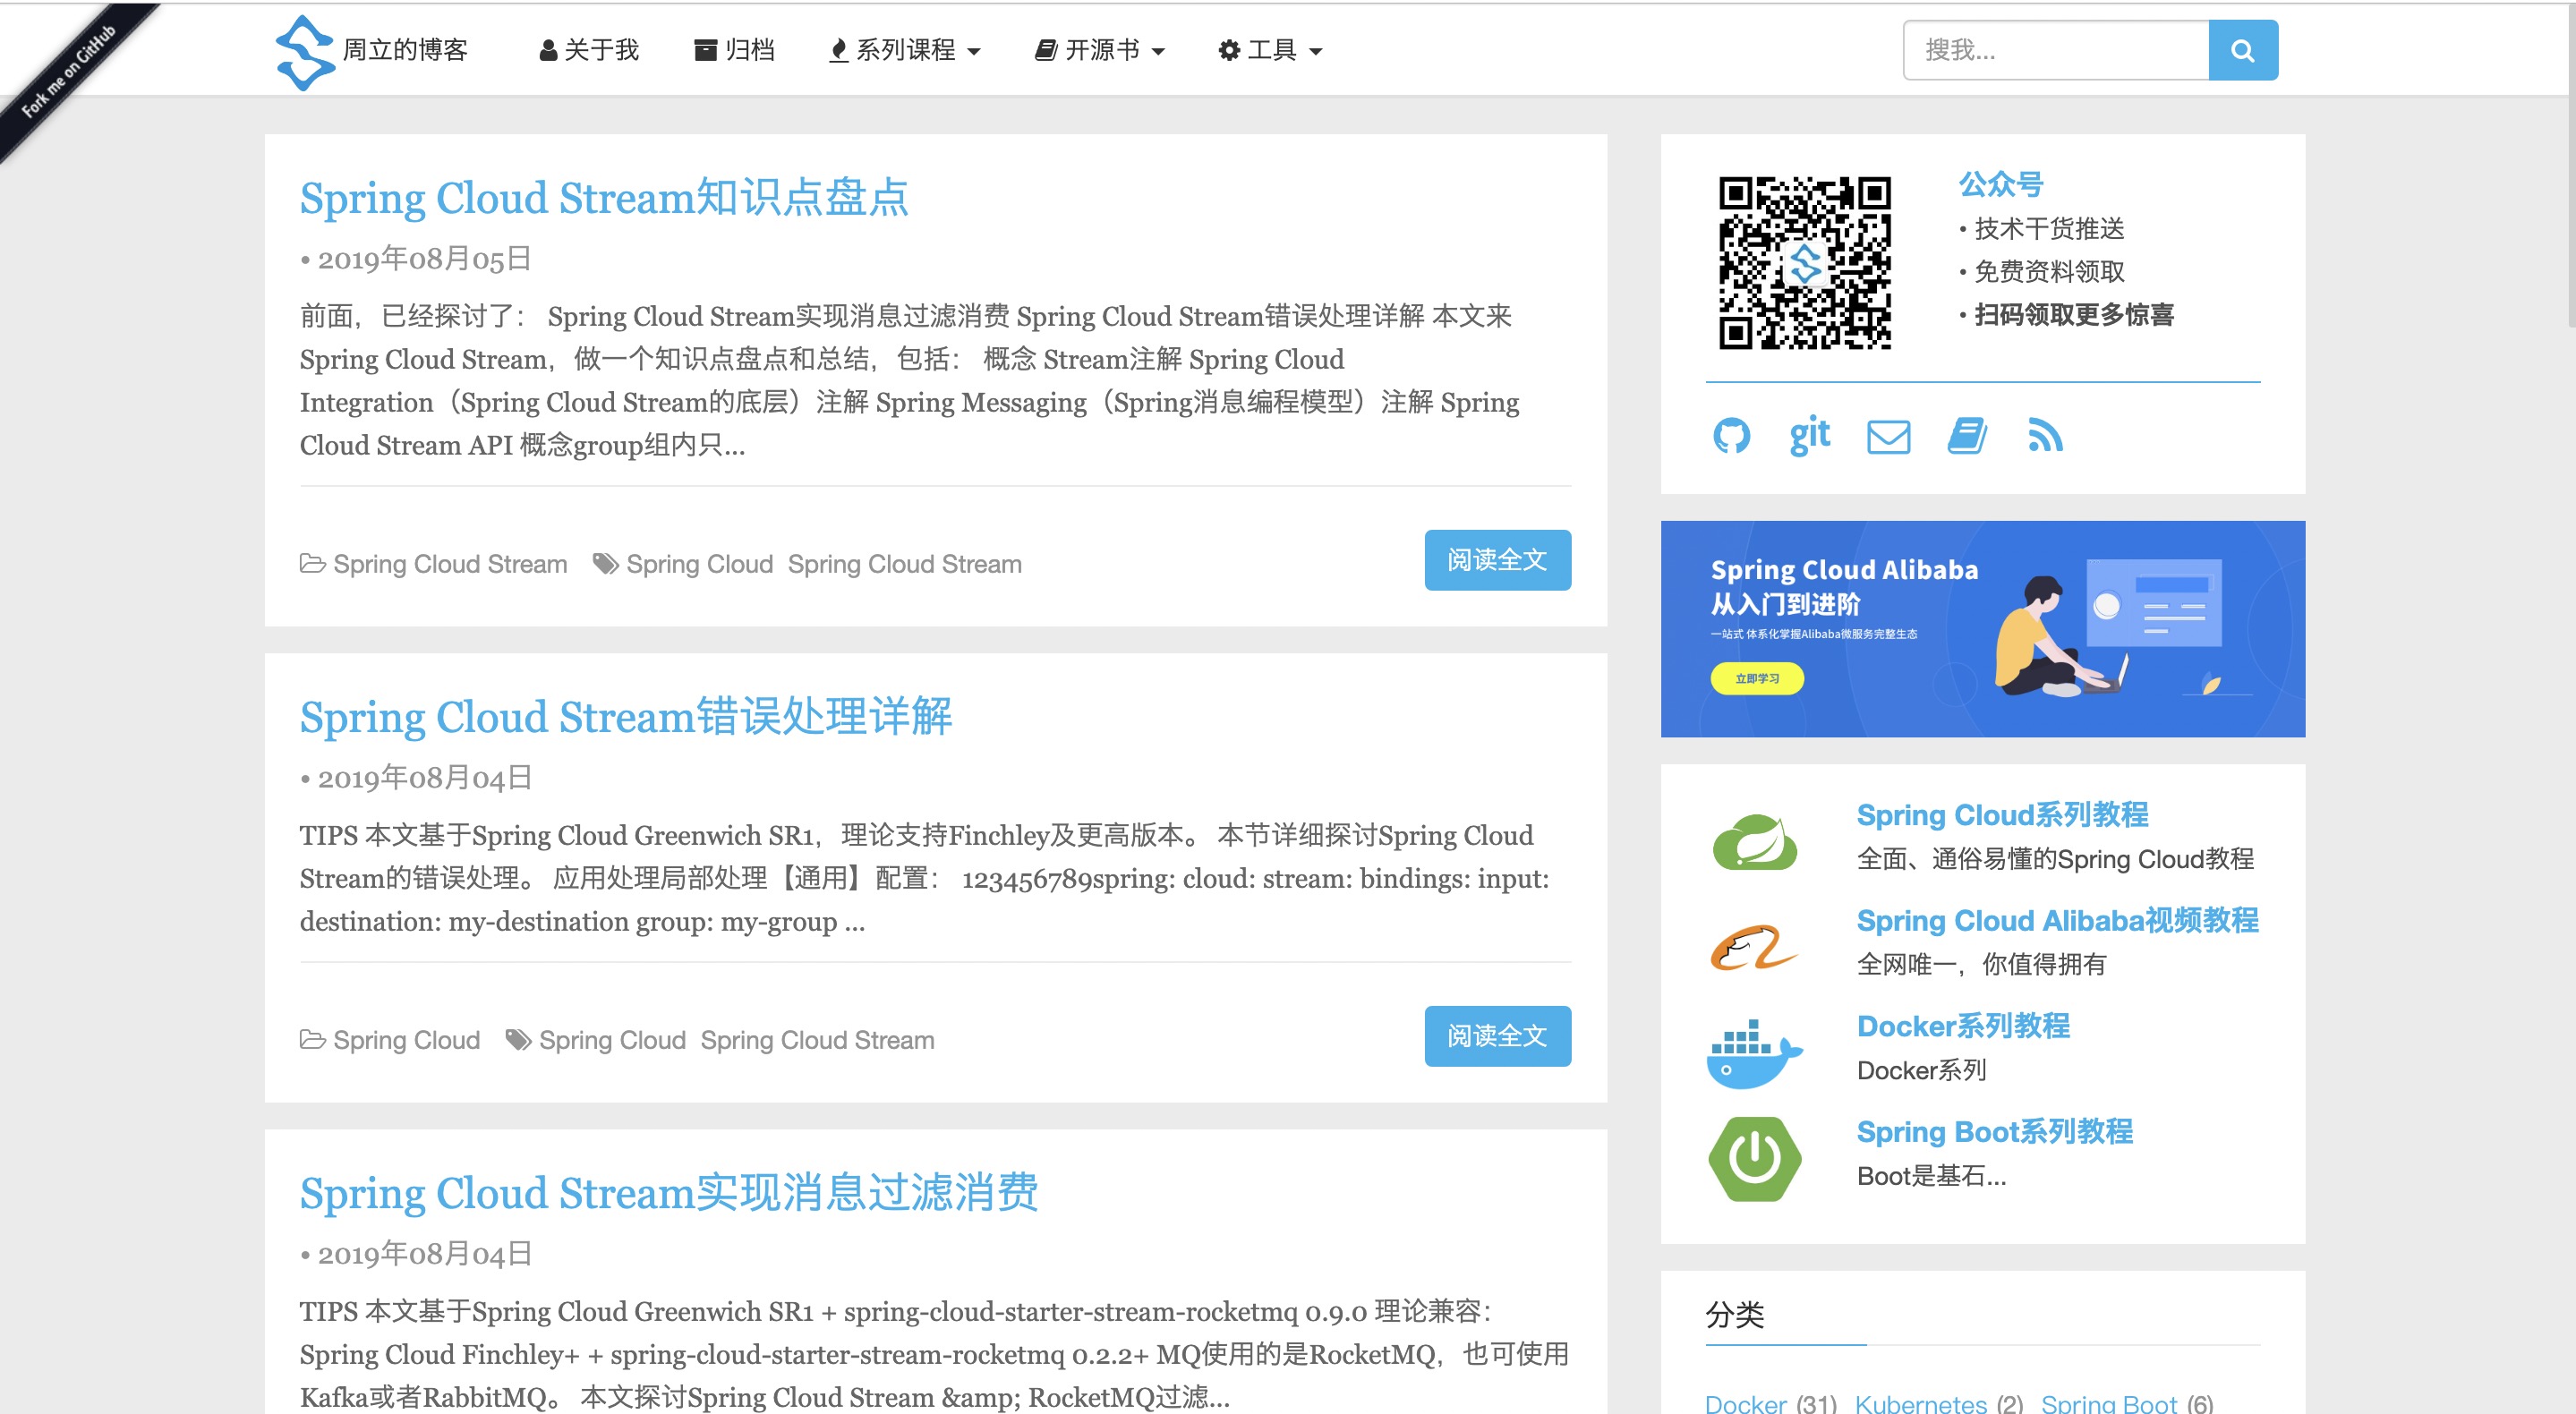 Fork me on GitHub
周立的博客 关于我 归档 系列课程 开源书 工具 搜我...
Spring Cloud Stream知识点盘点
• 2019年08月05日
前面，已经探讨了： Spring Cloud Stream实现消息过滤消费 Spring Cloud Stream错误处理详解 本文来
Spring Cloud Stream，做一个知识点盘点和总结，包括： 概念 Stream注解 Spring Cloud
Integration（Spring Cloud Stream的底层）注解 Spring Messaging（Spring消息编程模型）注解 Spring
Cloud Stream API 概念group组内只...
Spring Cloud Stream Spring Cloud Spring Cloud Stream
阅读全文
Spring Cloud Stream错误处理详解
• 2019年08月04日
TIPS 本文基于Spring Cloud Greenwich SR1，理论支持Finchley及更高版本。 本节详细探讨Spring Cloud
Stream的错误处理。 应用处理局部处理【通用】配置： 123456789spring: cloud: stream: bindings: input:
destination: my-destination group: my-group ...
Spring Cloud Spring Cloud Spring Cloud Stream
阅读全文
Spring Cloud Stream实现消息过滤消费
• 2019年08月04日
TIPS 本文基于Spring Cloud Greenwich SR1 + spring-cloud-starter-stream-rocketmq 0.9.0 理论兼容：
Spring Cloud Finchley+ + spring-cloud-starter-stream-rocketmq 0.2.2+ MQ使用的是RocketMQ，也可使用
Kafka或者RabbitMQ。 本文探讨Spring Cloud Stream &amp; RocketMQ过滤...
公众号
• 技术干货推送
• 免费资料领取
• 扫码领取更多惊喜
git
Spring Cloud Alibaba
从入门到进阶
一站式 体系化掌握Alibaba微服务完整生态
立即学习
Spring Cloud系列教程
全面、通俗易懂的Spring Cloud教程
Spring Cloud Alibaba视频教程
全网唯一，你值得拥有
Docker系列教程
Docker系列
Spring Boot系列教程
Boot是基石...
分类
Docker (31) Kubernetes (2) Spring Boot (6)